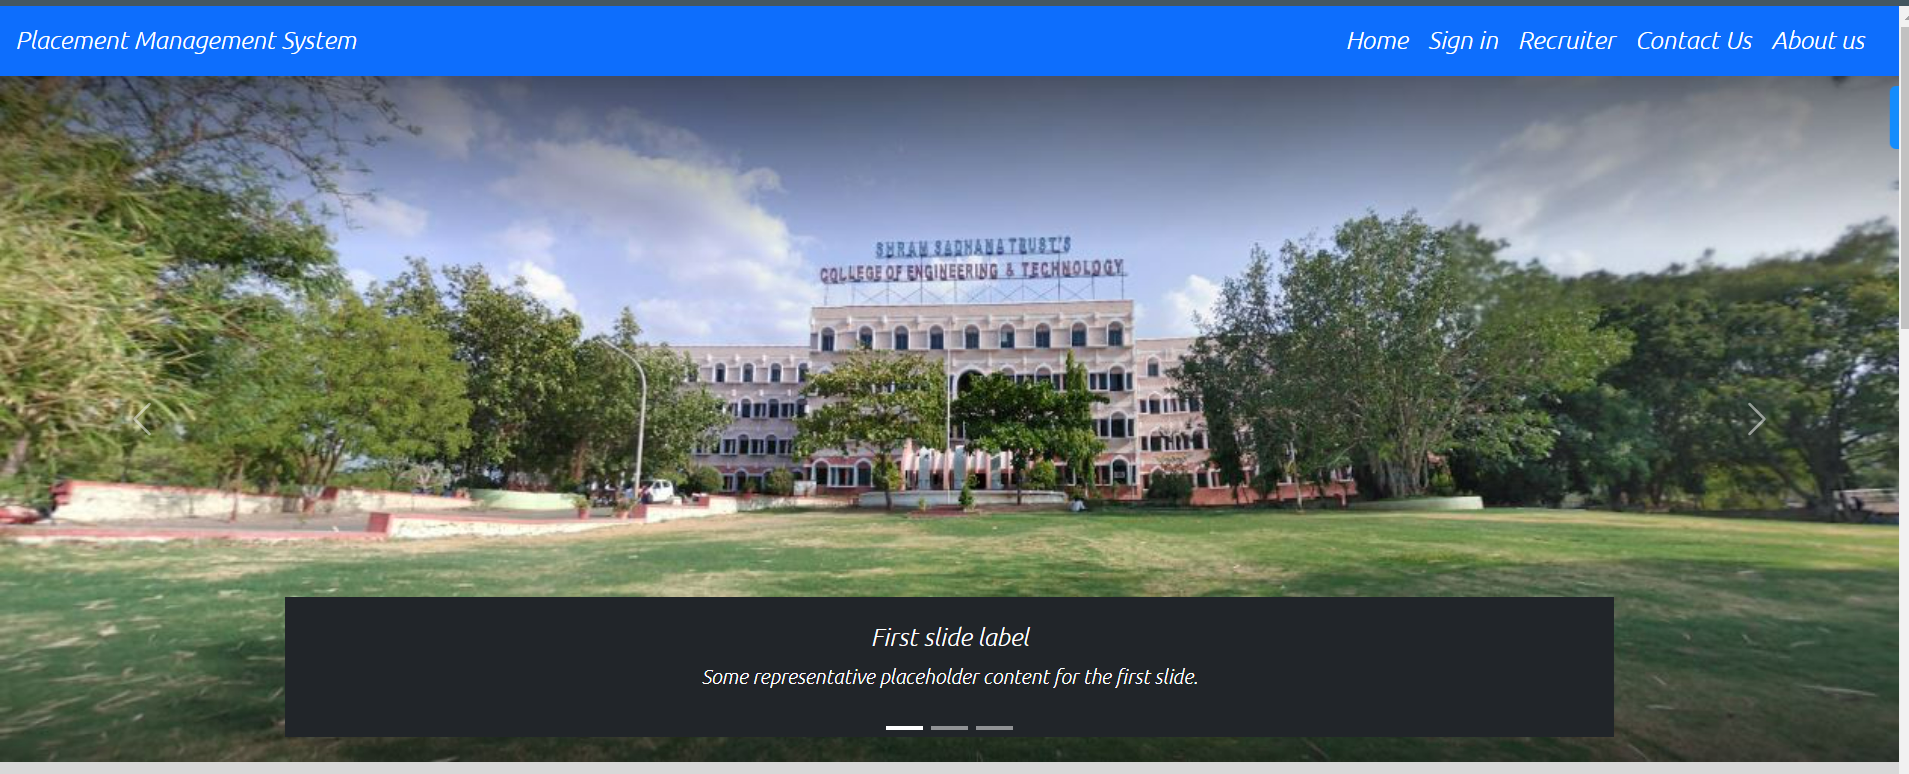 Placement Management System
Home Sign in Recruiter Contact Us About us
SHRAM SADHANA TRUST'S
COLLEGE OF ENGINEERING & TECHNOLOGY
First slide label
Some representative placeholder content for the first slide.